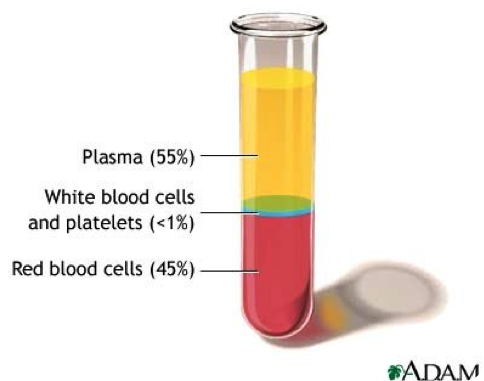 Plasma (55%)
White blood cells
and platelets (<1%)
Red blood cells (45%)
ADAM